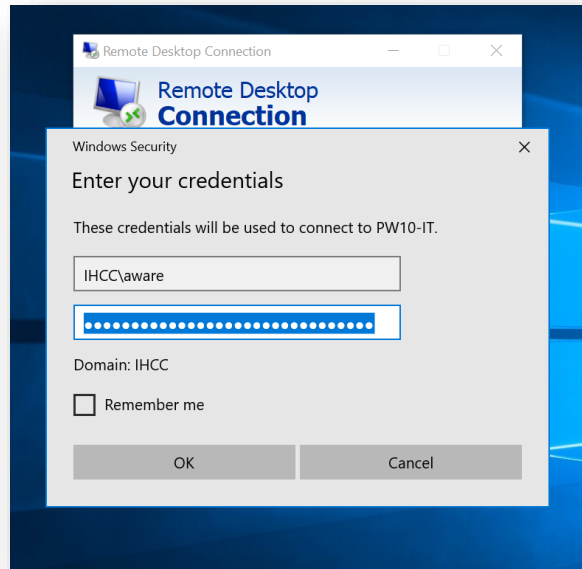 Remote Desktop Connection
Remote Desktop
Connection
Windows Security
Enter your credentials
These credentials will be used to connect to PW10-IT.
IHCC\aware
●●●●●●●●●●●●●●●●●●●●●●●●●●●●●●●
Domain: IHCC
Remember me
OK
Cancel